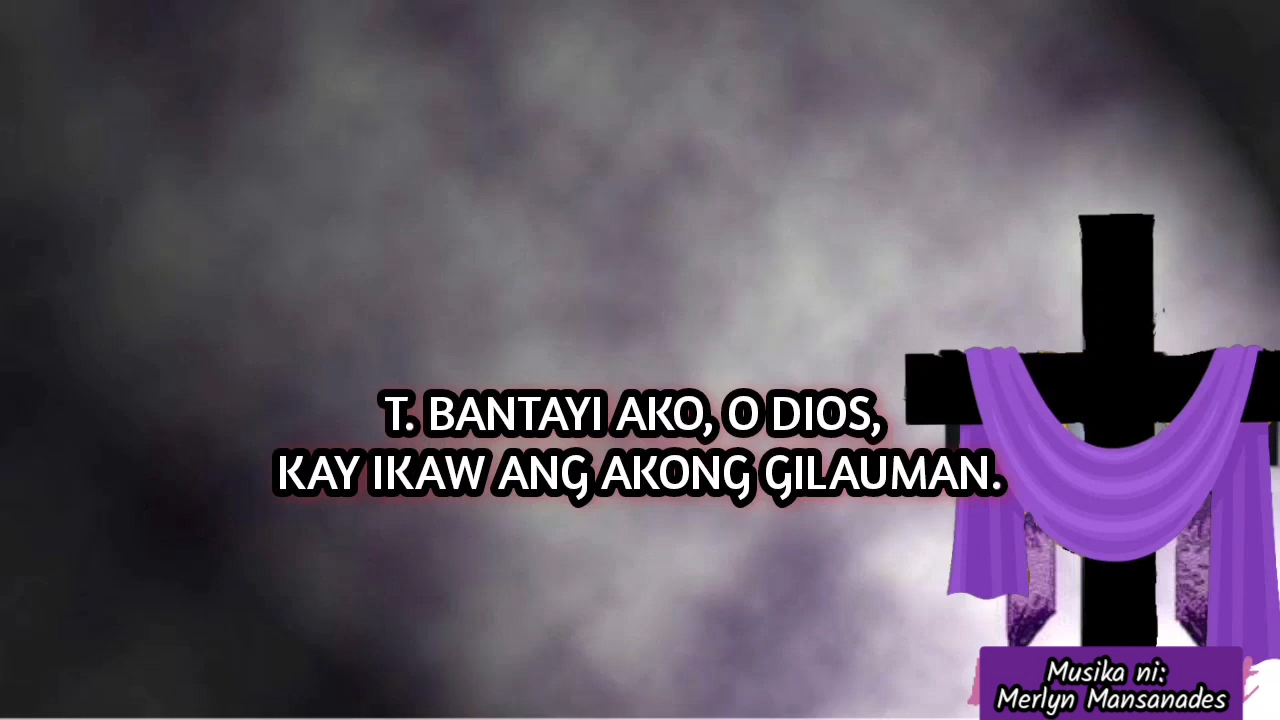 T. BANTAYI AKO, O DIOS,
KAY IKAW ANG AKONG GILAUMAN.
Musika ni:
Merlyn Mansanades